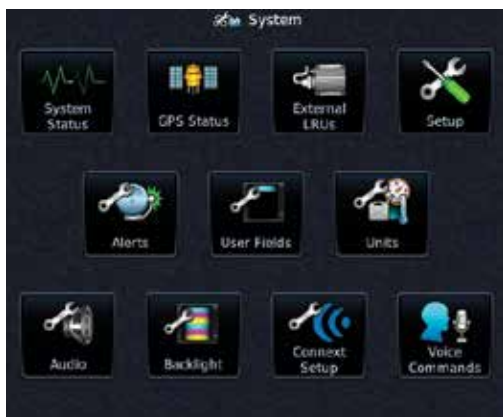 System
System
Status
GPS Status
External
LRUs
Setup
Alerts
User Fields
Units
Audio
Backlight
Connext
Setup
Voice
Commands